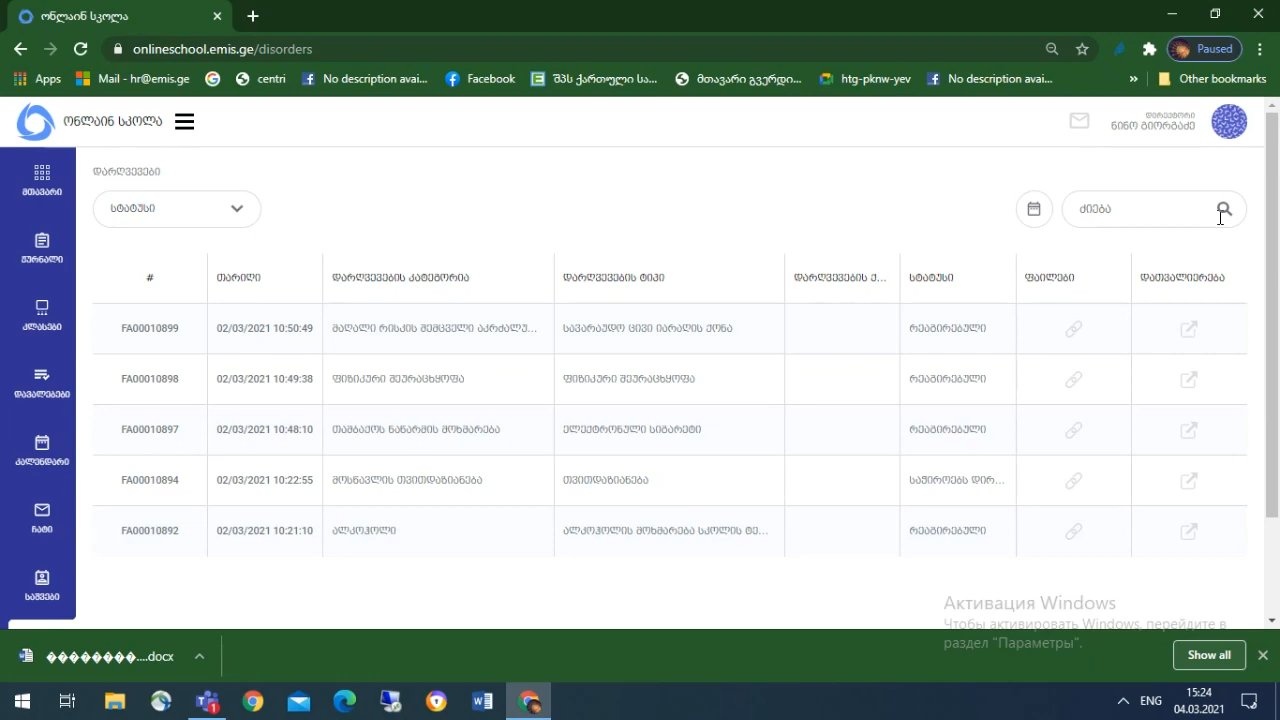 ონლაინ სკოლა
onlineschool.emis.ge/disorders
Paused
Apps
Mail - hr@emis.ge
centri
No description avai...
Facebook
შპს ქართული სა...
მთავარი გვერდი...
htg-pknw-yev
No description avai...
»
Other bookmarks
ონლაინ სკოლა
დირექტორი
ნინო გიორგაძე
მთავარი
ჟურნალი
კლასები
დავალებები
კალენდარი
ჩატი
საშვები
დარღვევები
სტატუსი
ძიება
# თარიღი დარღვევების კატეგორია დარღვევების ტიპი დარღვევების ქ... სტატუსი ფაილები დათვალიერება
FA00010899 02/03/2021 10:50:49 მაღალი რისკის შემცველი აკრძალუ... სავარაუდო ცივი იარაღის ქონა რეაგირებული
FA00010898 02/03/2021 10:49:38 ფიზიკური შეურაცხყოფა ფიზიკური შეურაცხყოფა რეაგირებული
FA00010897 02/03/2021 10:48:10 თამბაქოს ნაწარმის მოხმარება ელექტრონული სიგარეტი რეაგირებული
FA00010894 02/03/2021 10:22:55 მოსწავლის თვითდაზიანება თვითდაზიანება საჭიროებს დირ...
FA00010892 02/03/2021 10:21:10 ალკოჰოლი ალკოჰოლის მოხმარება სკოლის ტე... რეაგირებული
Активация Windows
Чтобы активировать Windows, перейдите в
раздел "Параметры".
��������....docx
Show all
1
ENG
15:24
04.03.2021